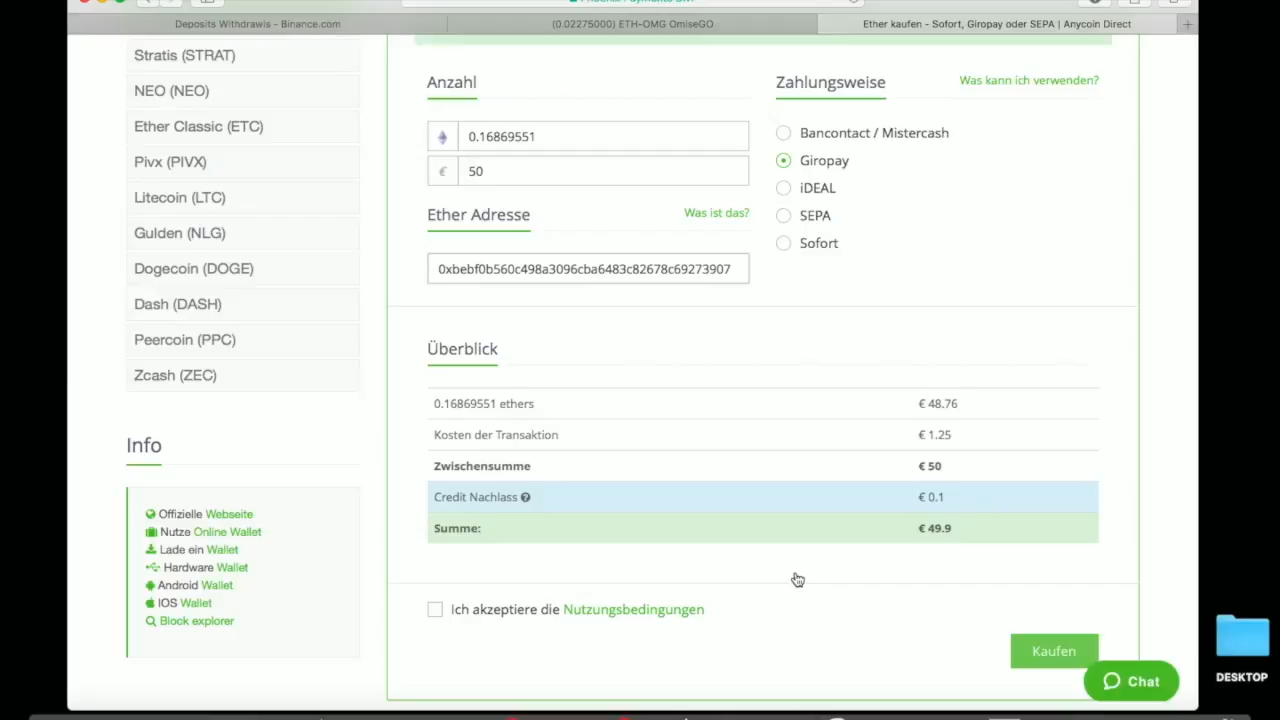 Deposits Withdrawls - Binance.com
(0.02275000) ETH-OMG OmiseGO
Ether kaufen - Sofort, Giropay oder SEPA | Anycoin Direct
Stratis (STRAT)
NEO (NEO)
Ether Classic (ETC)
Pivx (PIVX)
Litecoin (LTC)
Gulden (NLG)
Dogecoin (DOGE)
Dash (DASH)
Peercoin (PPC)
Zcash (ZEC)
Info
Offizielle Webseite
Nutze Online Wallet
Lade ein Wallet
Hardware Wallet
Android Wallet
IOS Wallet
Block explorer
Anzahl
0.16869551
€ 50
Ether Adresse Was ist das?
0xbebf0b560c498a3096cba6483c82678c69273907
Zahlungsweise Was kann ich verwenden?
Bancontact / Mistercash
Giropay
iDEAL
SEPA
Sofort
Überblick
0.16869551 ethers € 48.76
Kosten der Transaktion € 1.25
Zwischensumme € 50
Credit Nachlass € 0.1
Summe: € 49.9
Ich akzeptiere die Nutzungsbedingungen
Kaufen
Chat
DESKTOP